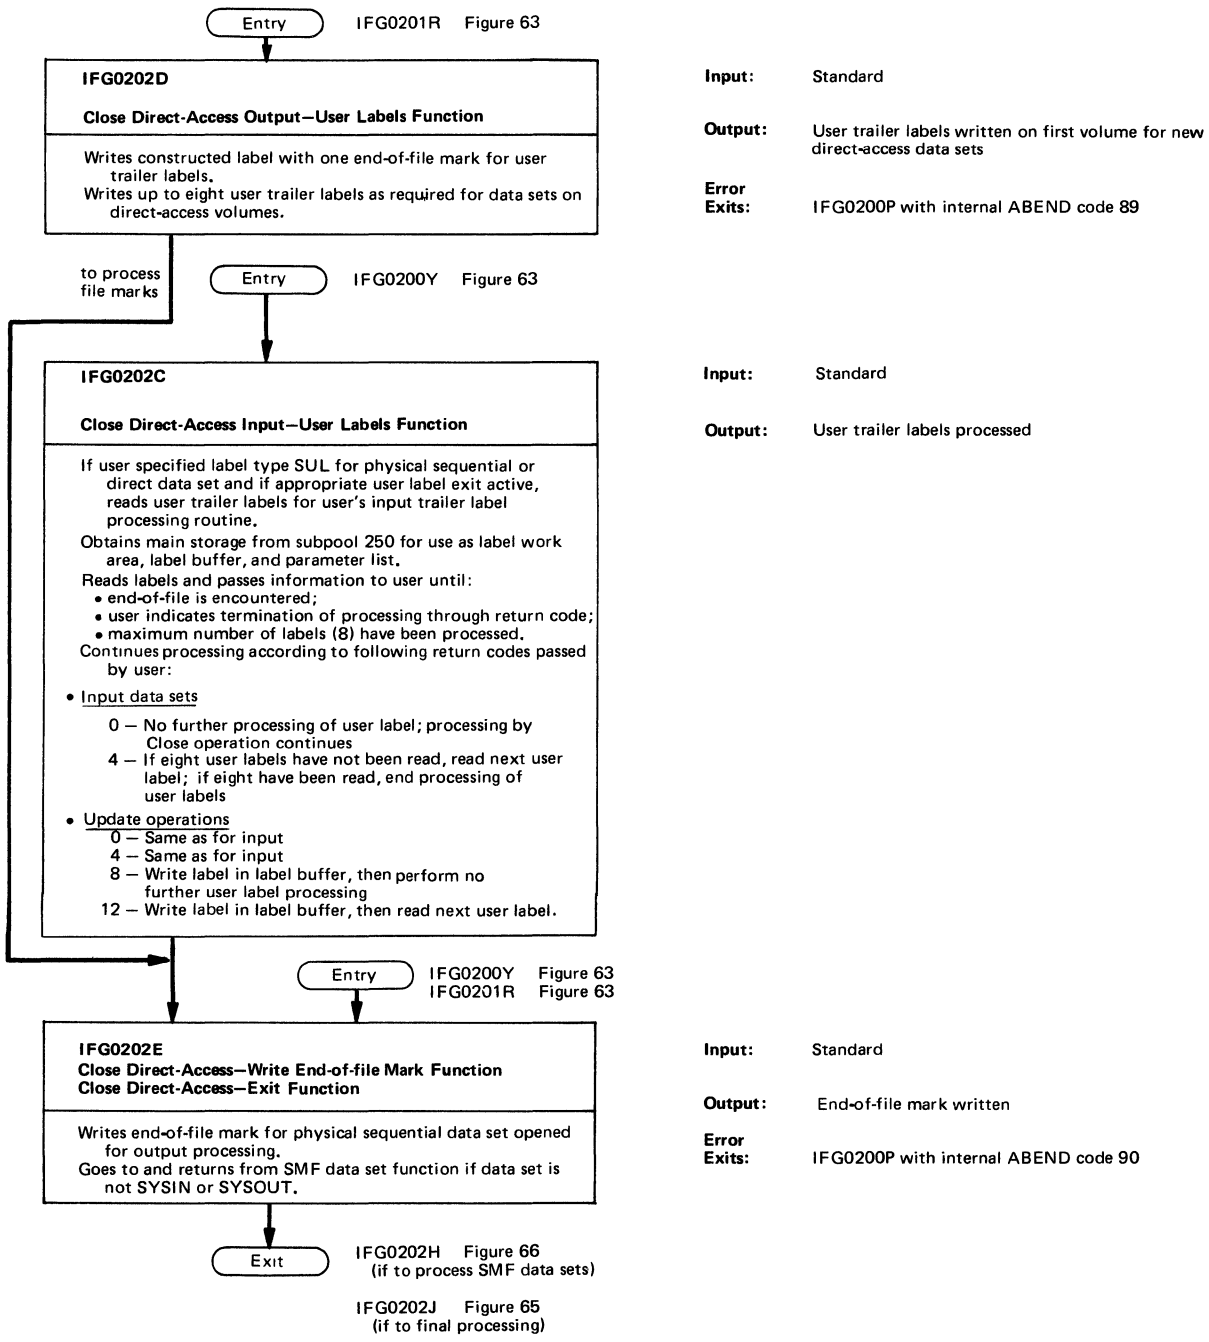 Entry IFG0201R Figure 63
IFG0202D
Close Direct-Access Output—User Labels Function
Writes constructed label with one end-of-file mark for user
trailer labels.
Writes up to eight user trailer labels as required for data sets on
direct-access volumes.
Input: Standard
Output: User trailer labels written on first volume for new
direct-access data sets
Error
Exits: IFG0200P with internal ABEND code 89
to process
file marks
Entry IFG0200Y Figure 63
IFG0202C
Close Direct-Access Input—User Labels Function
If user specified label type SUL for physical sequential or
direct data set and if appropriate user label exit active,
reads user trailer labels for user's input trailer label
processing routine.
Obtains main storage from subpool 250 for use as label work
area, label buffer, and parameter list.
Reads labels and passes information to user until:
• end-of-file is encountered;
• user indicates termination of processing through return code;
• maximum number of labels (8) have been processed.
Continues processing according to following return codes passed
by user:
• Input data sets
0 — No further processing of user label; processing by
Close operation continues
4 — If eight user labels have not been read, read next user
label; if eight have been read, end processing of
user labels
• Update operations
0 — Same as for input
4 — Same as for input
8 — Write label in label buffer, then perform no
further user label processing
12 — Write label in label buffer, then read next user label.
Input: Standard
Output: User trailer labels processed
Entry IFG0200Y Figure 63
IFG0201R Figure 63
IFG0202E
Close Direct-Access—Write End-of-file Mark Function
Close Direct-Access—Exit Function
Writes end-of-file mark for physical sequential data set opened
for output processing.
Goes to and returns from SMF data set function if data set is
not SYSIN or SYSOUT.
Input: Standard
Output: End-of-file mark written
Error
Exits: IFG0200P with internal ABEND code 90
Exit IFG0202H Figure 66
(if to process SMF data sets)
IFG0202J Figure 65
(if to final processing)